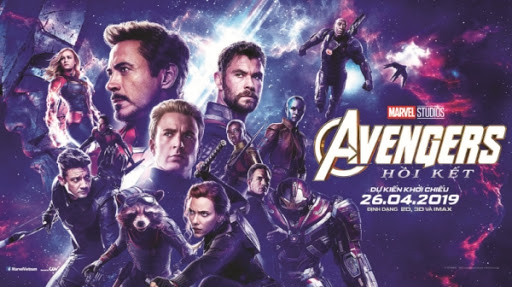 MARVEL STUDIOS
AVENGERS
HỒI KẾT
DỰ KIẾN KHỞI CHIẾU
26.04.2019
ĐỊNH DẠNG 2D, 3D VÀ IMAX